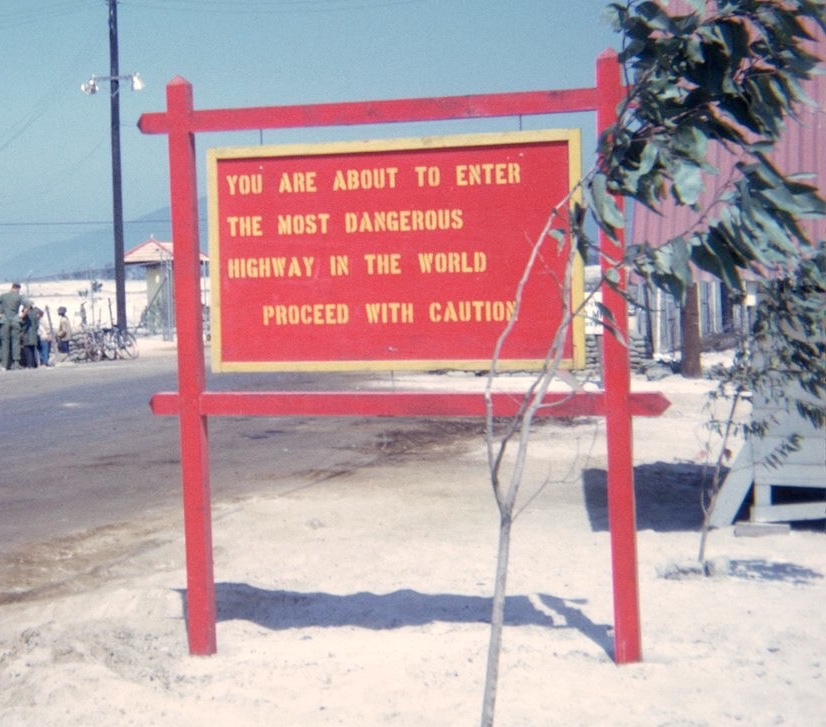 YOU ARE ABOUT TO ENTER
THE MOST DANGEROUS
HIGHWAY IN THE WORLD
PROCEED WITH CAUTION